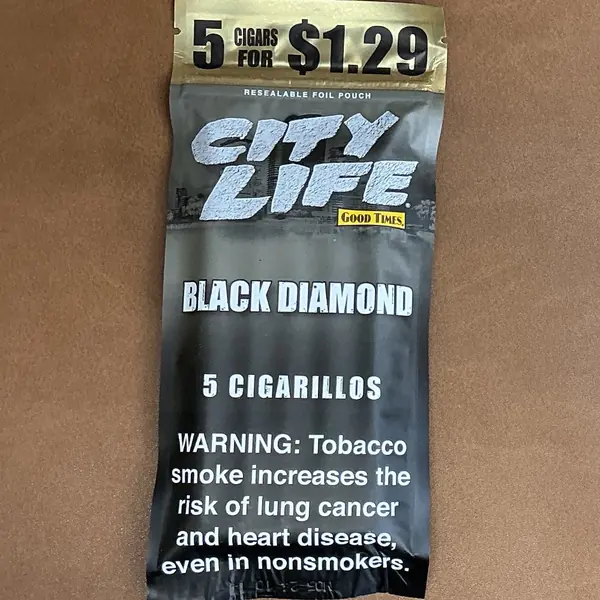 5 CIGARS FOR $1.29
RESEALABLE FOIL POUCH
CITY
LIFE®
GOOD TIMES®
BLACK DIAMOND
5 CIGARILLOS
WARNING: Tobacco
smoke increases the
risk of lung cancer
and heart disease,
even in nonsmokers.